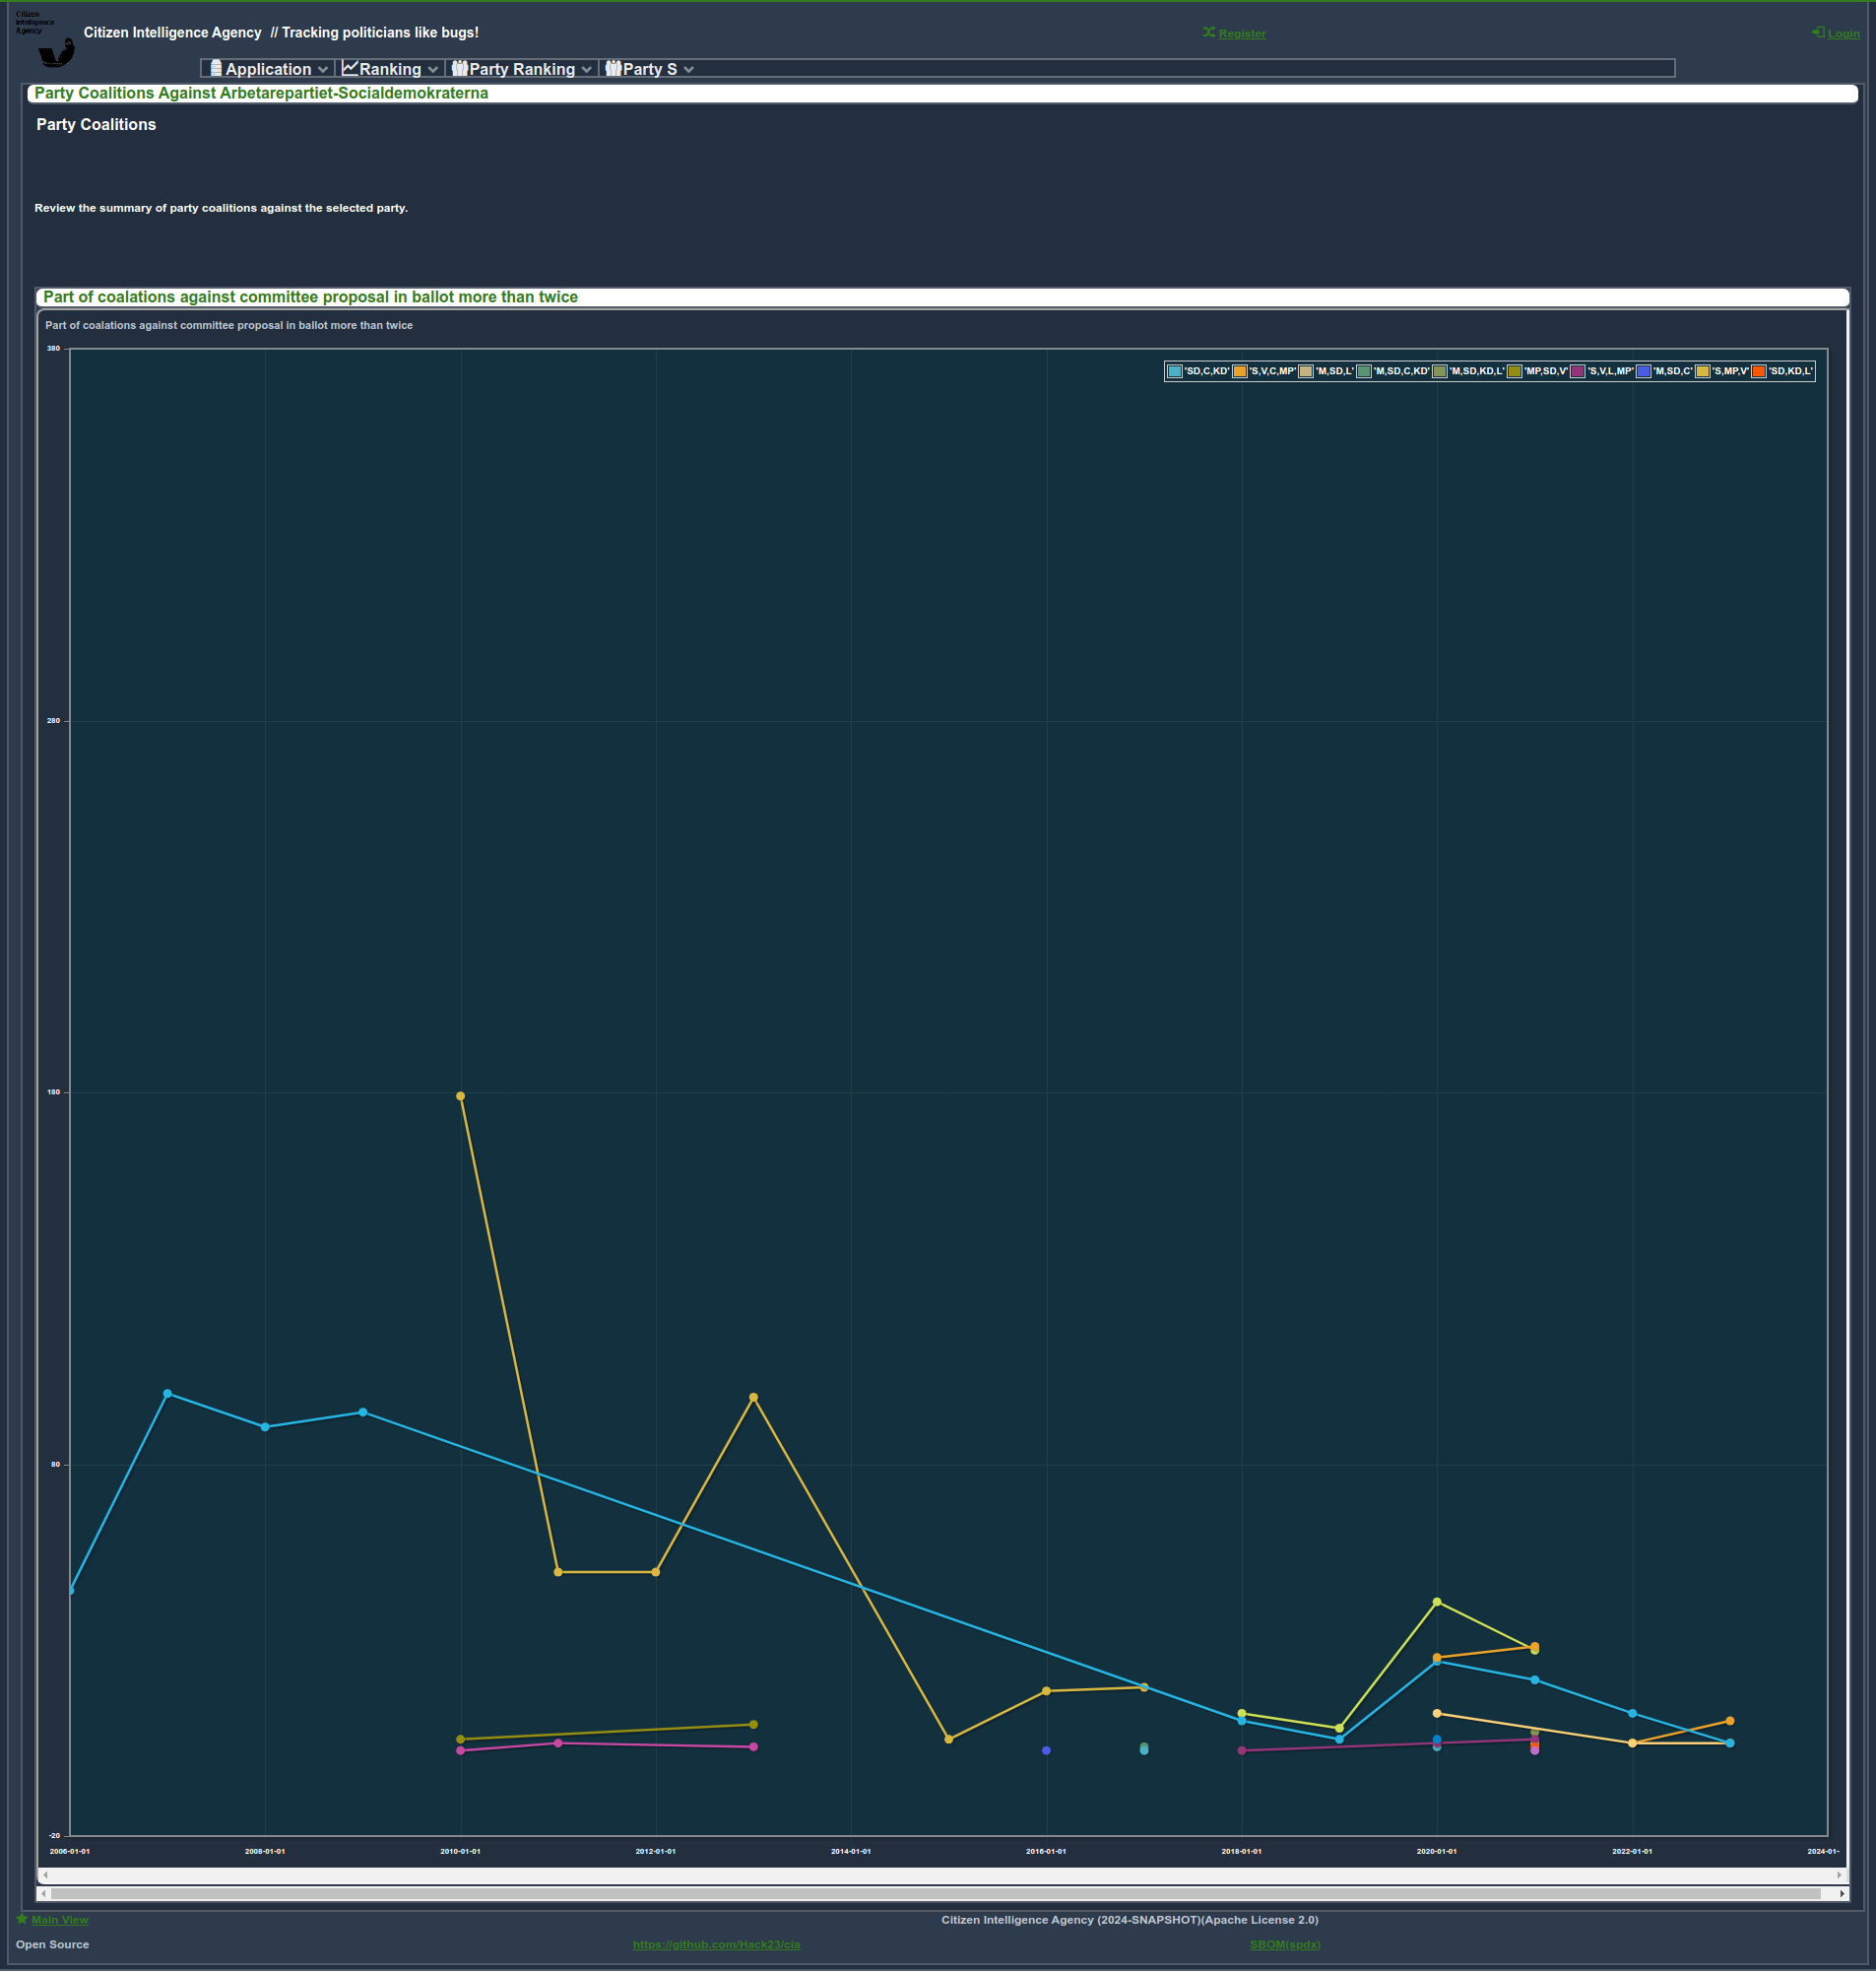 Citizen
Intelligence
Agency
Citizen Intelligence Agency // Tracking politicians like bugs!
Register
Login
Application
Ranking
Party Ranking
Party S
Party Coalitions Against Arbetarepartiet-Socialdemokraterna
Party Coalitions
Review the summary of party coalitions against the selected party.
Part of coalations against committee proposal in ballot more than twice
Part of coalations against committee proposal in ballot more than twice
380
'SD,C,KD' 'S,V,C,MP' 'M,SD,L' 'M,SD,C,KD' 'M,SD,KD,L' 'MP,SD,V' 'S,V,L,MP' 'M,SD,C' 'S,MP,V' 'SD,KD,L'
280
180
80
-20
2006-01-01 2008-01-01 2010-01-01 2012-01-01 2014-01-01 2016-01-01 2018-01-01 2020-01-01 2022-01-01 2024-01-
Main View
Citizen Intelligence Agency (2024-SNAPSHOT)(Apache License 2.0)
Open Source
https://github.com/Hack23/cia
SBOM(spdx)